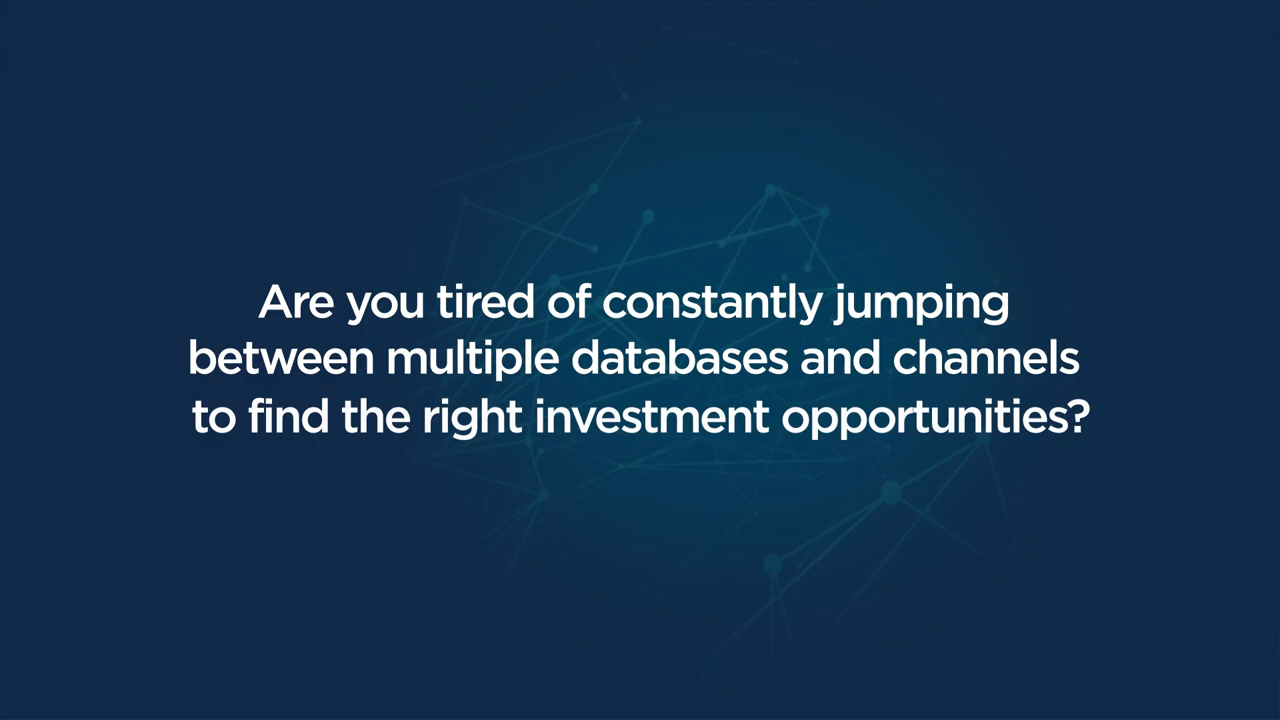 Are you tired of constantly jumping
between multiple databases and channels
to find the right investment opportunities?